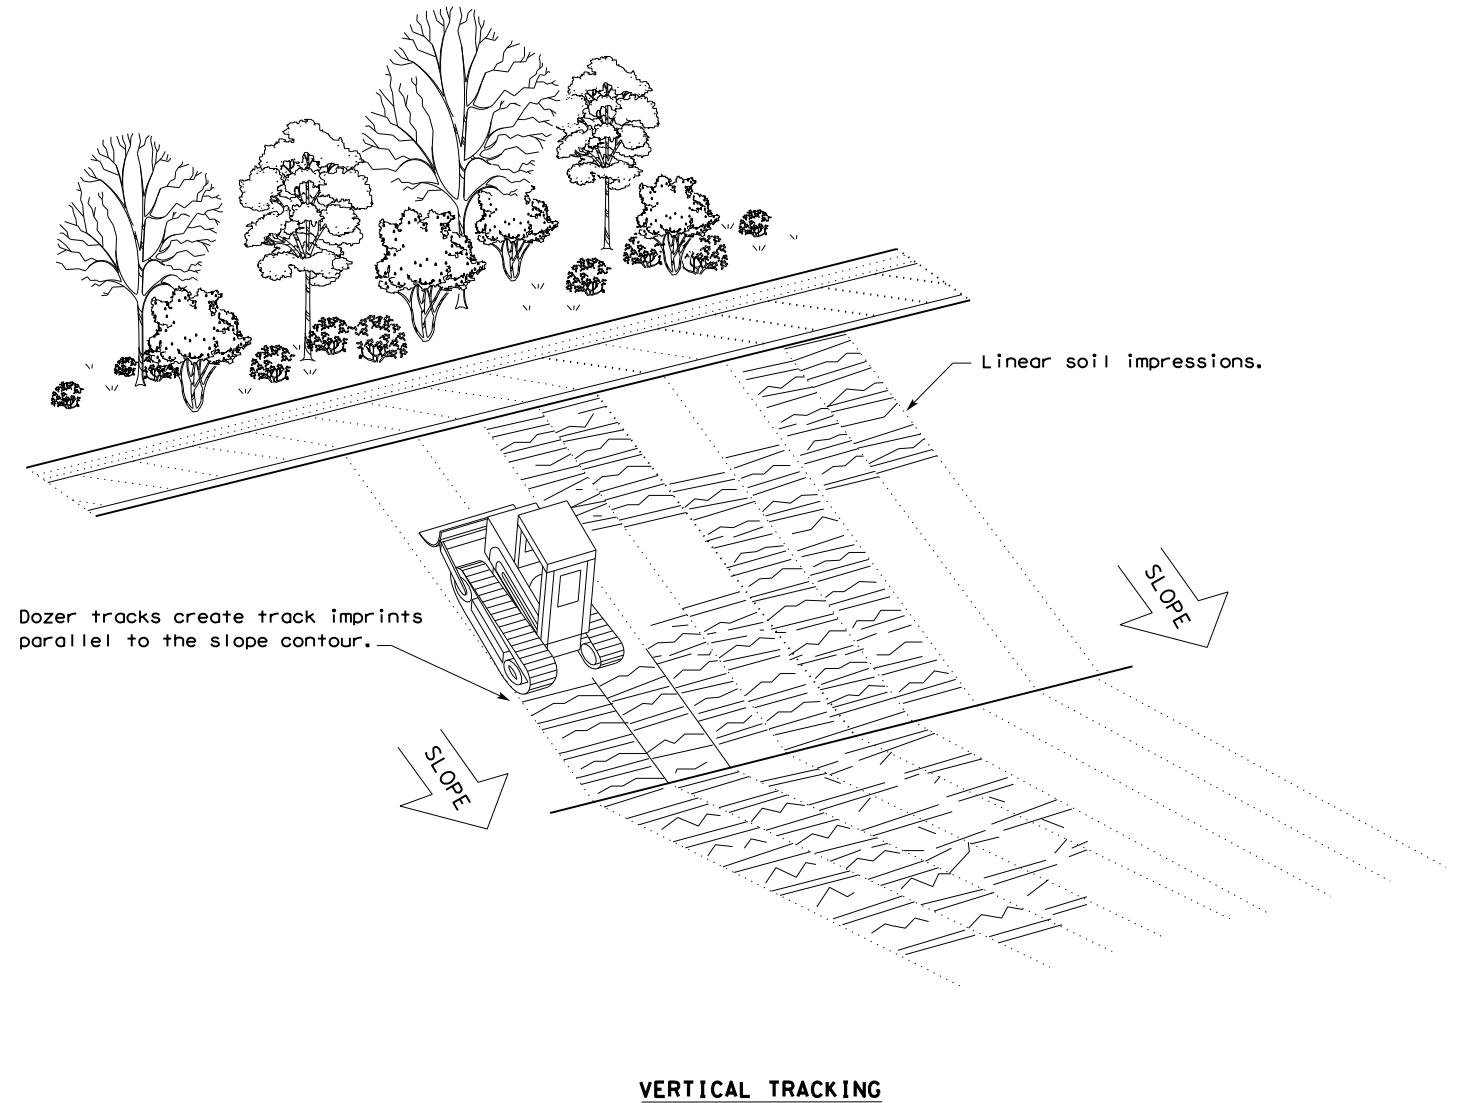 Linear soil impressions.
SLOPE
Dozer tracks create track imprints
parallel to the slope contour.
SLOPE
VERTICAL TRACKING